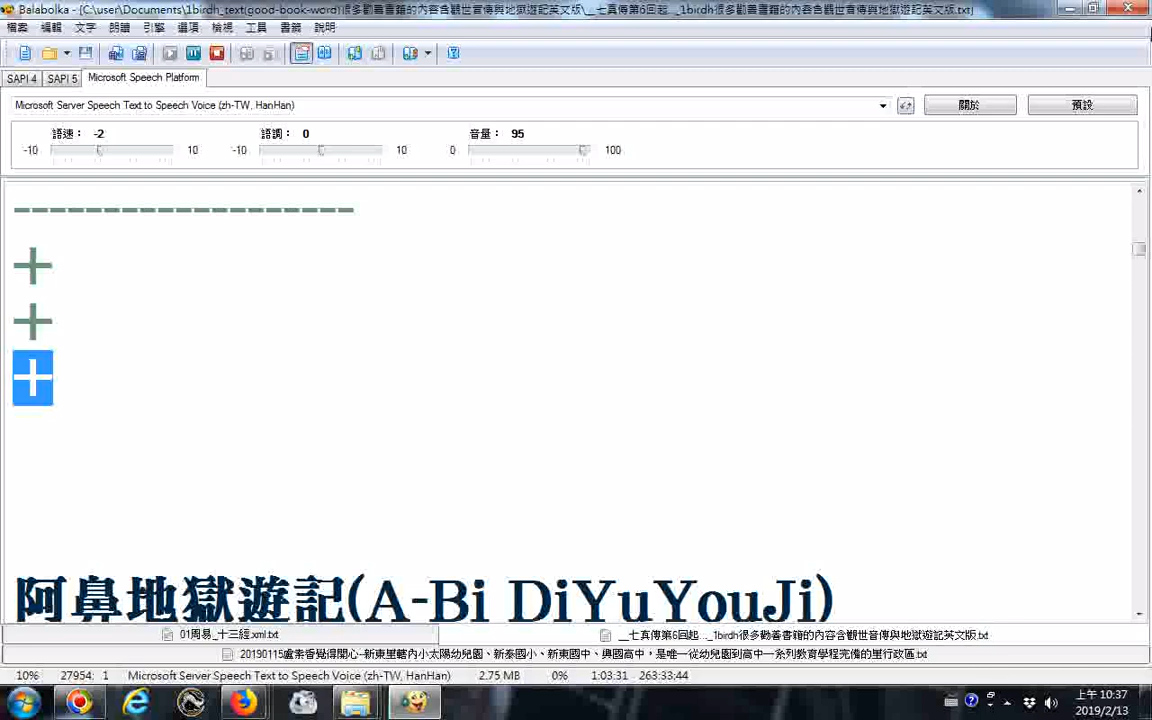 Balabolka - [C:\user\Documents\1birdh_text(good-book-word)很多勸善書籍的內容含觀世音傳與地獄遊記英文版\__七真傳第6回起..._1birdh很多勸善書籍的內容含觀世音傳與地獄遊記英文版.txt]
檔案 編輯 文字 朗讀 引擎 選項 檢視 工具 書籤 說明
SAPI 4 SAPI 5 Microsoft Speech Platform
Microsoft Server Speech Text to Speech Voice (zh-TW, HanHan) 關於 預設
語速： -2 語調： 0 音量： 95
-10 10 -10 10 0 100
-------------------
+
+
+
阿鼻地獄遊記(A-Bi DiYuYouJi)
01周易_十三經.xml.txt __七真傳第6回起..._1birdh很多勸善書籍的內容含觀世音傳與地獄遊記英文版.txt
20190115盧素香覺得開心-新東里轄內小太陽幼兒園、新泰國小、新東國中、興國高中，是唯一從幼兒園到高中一系列教育學程完備的里行政區.txt
10% 27954: 1 Microsoft Server Speech Text to Speech Voice (zh-TW, HanHan) 2.75 MB 0% 1:03:31 263:33:44
上午 10:37
2019/2/13